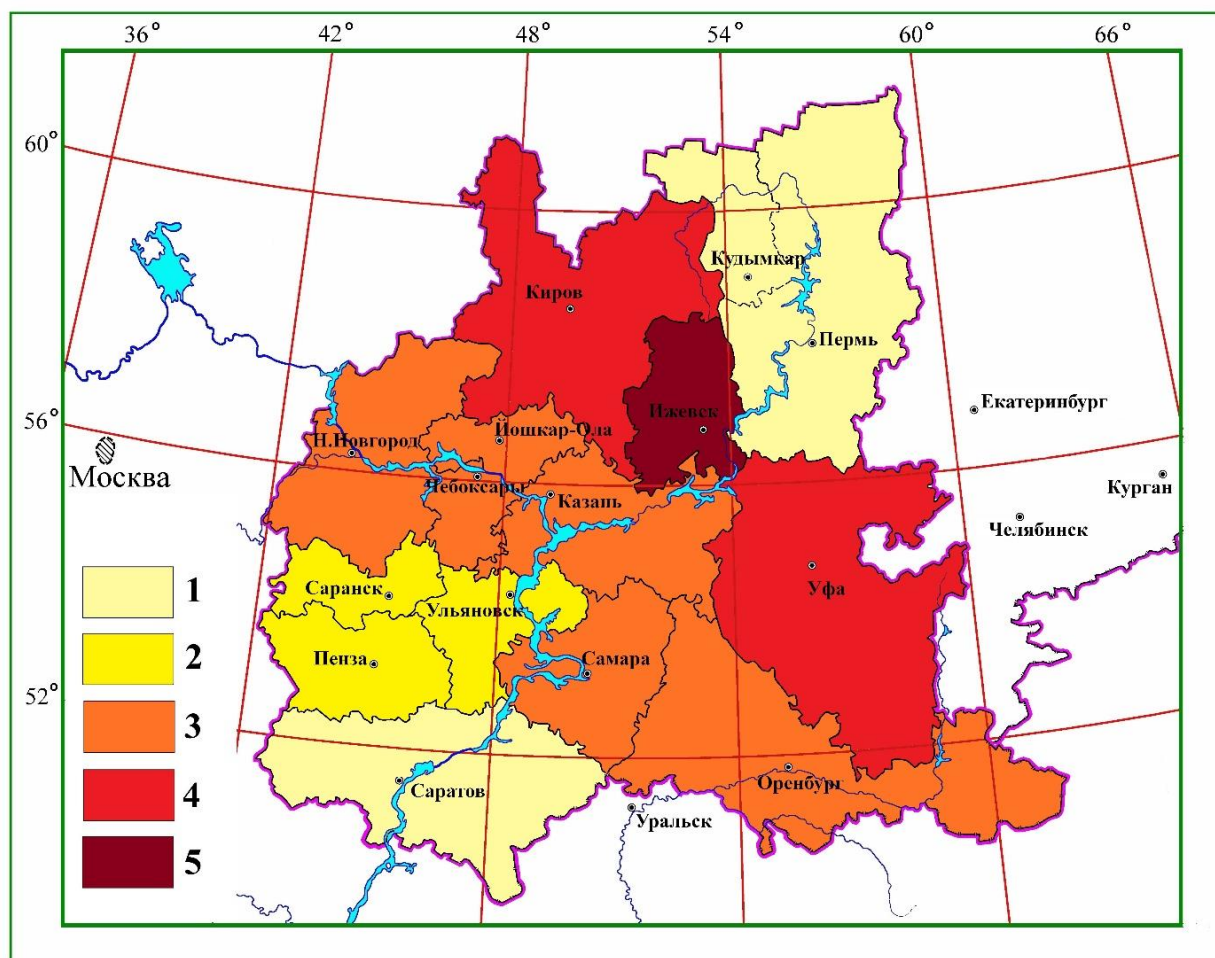 36° 42° 48° 54° 60° 66°
60°
Кудымкар
Киров
Пермь
56°
Екатеринбург
Ижевск
Йошкар-Ола
Н.Новгород
Москва
Чебоксары
Казань
Курган
Челябинск
Уфа
1
Саранск
Ульяновск
2
Пенза
Самара
52°
3
Оренбург
4
Саратов
Уральск
5